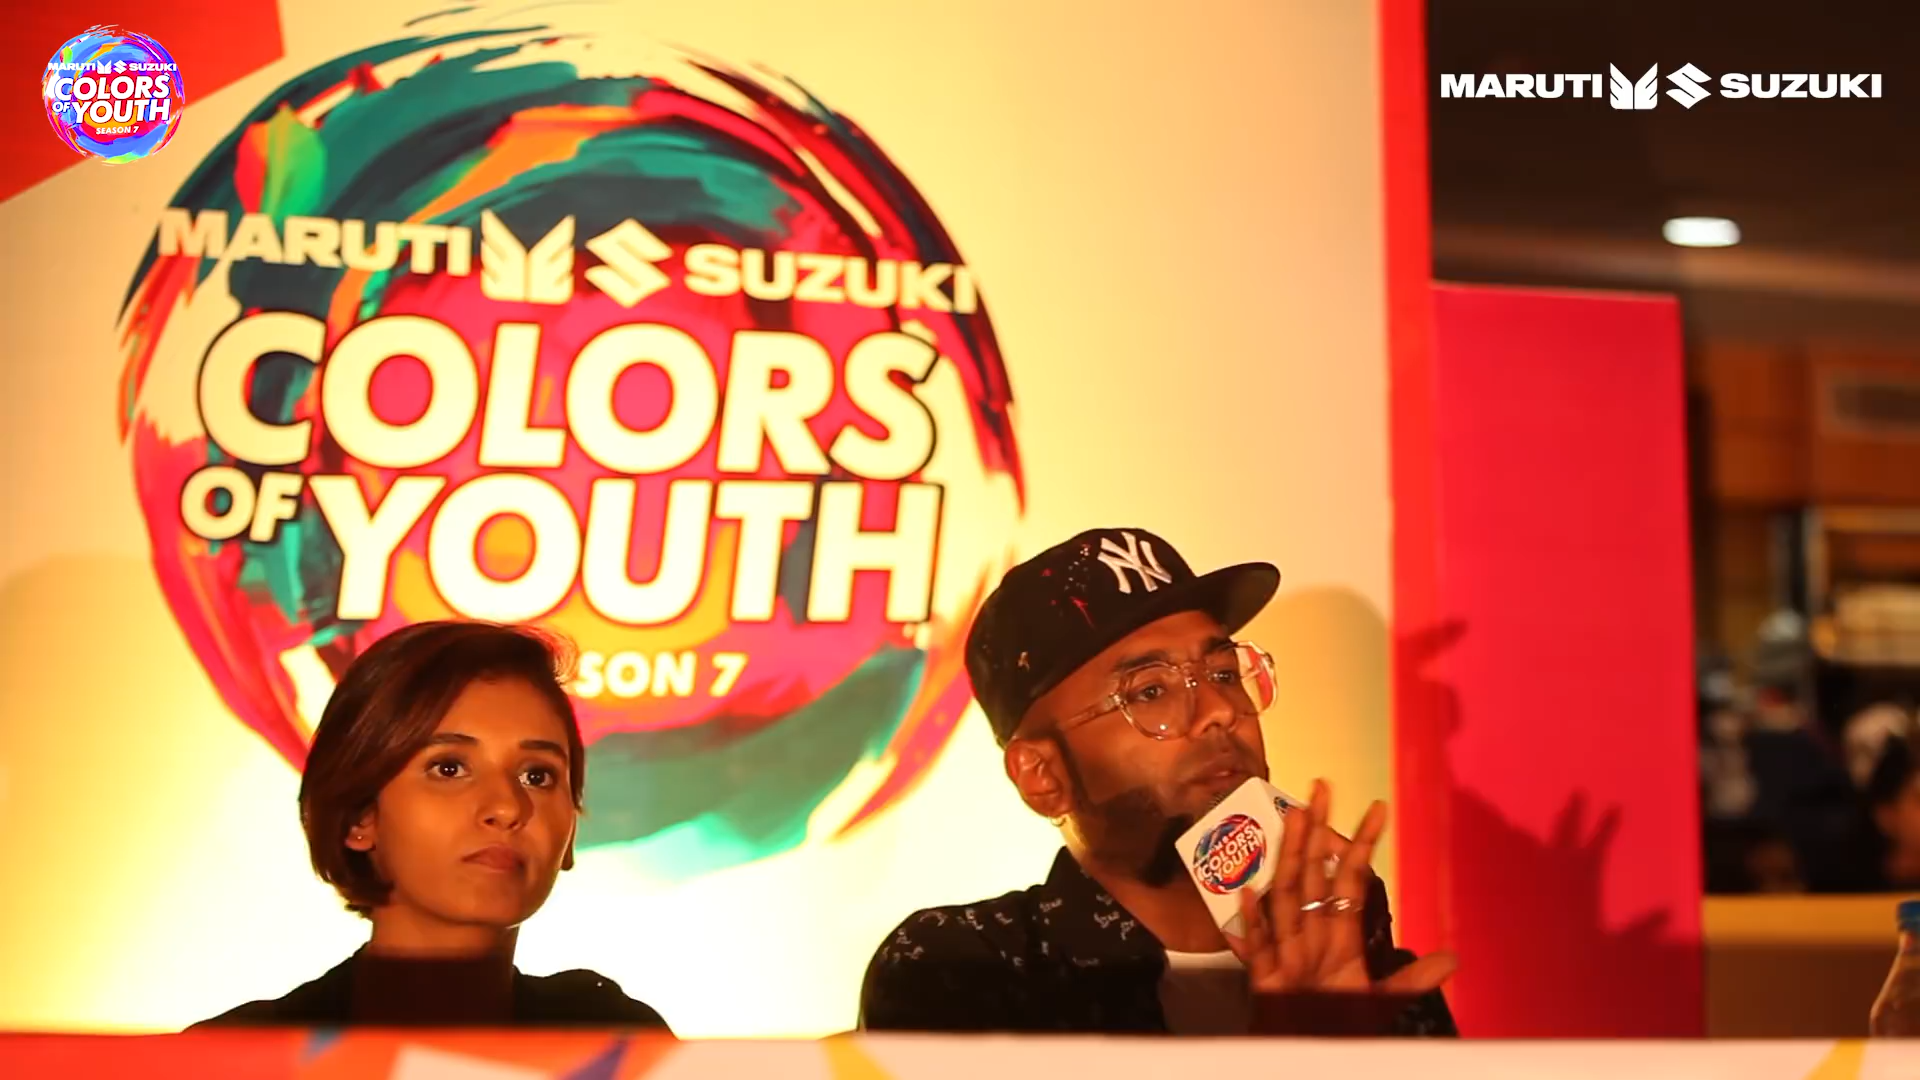 MARUTI SUZUKI
COLORS
OF YOUTH
SEASON 7
MARUTI SUZUKI
MARUTI SUZUKI
COLORS
OF YOUTH
SON 7
NY
COLORS
YOUTH